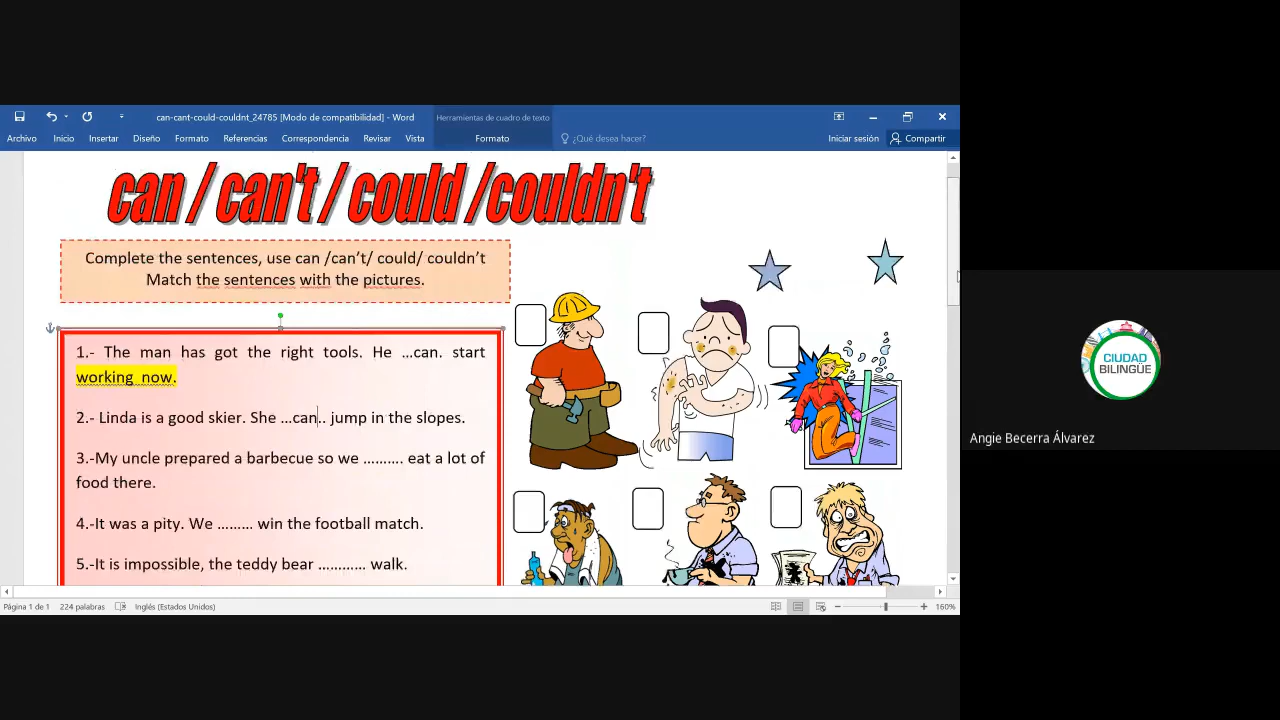 can-cant-could-couldnt_24785 [Modo de compatibilidad] - Word
Herramientas de cuadro de texto
Archivo Inicio Insertar Diseño Formato Referencias Correspondencia Revisar Vista Formato ¿Qué desea hacer? Iniciar sesión Compartir
can / can't / could /couldn't
Complete the sentences, use can /can't/ could/ couldn't
Match the sentences with the pictures.
1.- The man has got the right tools. He …can. start
working now.
2.- Linda is a good skier. She …can.. jump in the slopes.
3.-My uncle prepared a barbecue so we ………. eat a lot of
food there.
4.-It was a pity. We ……… win the football match.
5.-It is impossible, the teddy bear ………… walk.
Página 1 de 1 224 palabras Inglés (Estados Unidos) 160%
CIUDAD
BILINGÜE
Angie Becerra Álvarez